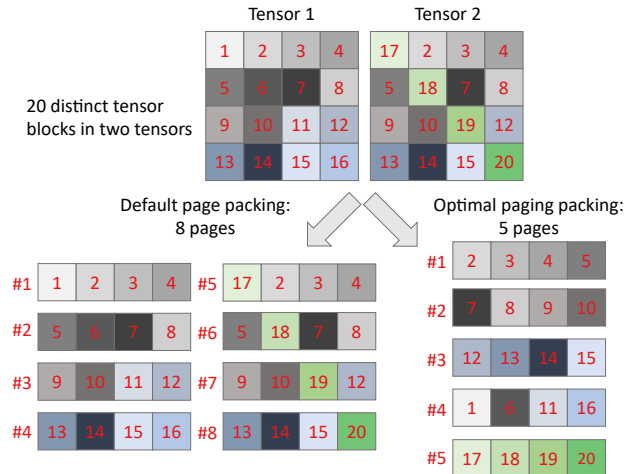 Tensor 1 Tensor 2
1 2 3 4 17 2 3 4
5 6 7 8 5 18 7 8
20 distinct tensor
blocks in two tensors
9 10 11 12 9 10 19 12
13 14 15 16 13 14 15 20
Default page packing:
8 pages
Optimal paging packing:
5 pages
#1 1 2 3 4 #5 17 2 3 4
#2 5 6 7 8 #6 5 18 7 8
#3 9 10 11 12 #7 9 10 19 12
#4 13 14 15 16 #8 13 14 15 20
#1 2 3 4 5
#2 7 8 9 10
#3 12 13 14 15
#4 1 6 11 16
#5 17 18 19 20